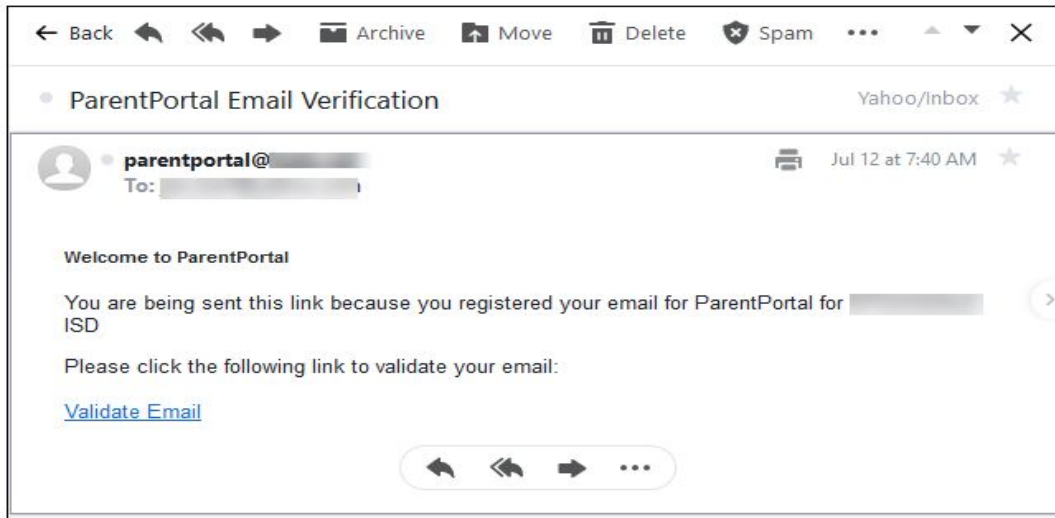 Back Archive Move Delete Spam
ParentPortal Email Verification Yahoo/Inbox
parentportal@ Jul 12 at 7:40 AM
To:
Welcome to ParentPortal
You are being sent this link because you registered your email for ParentPortal for
ISD
Please click the following link to validate your email:
Validate Email